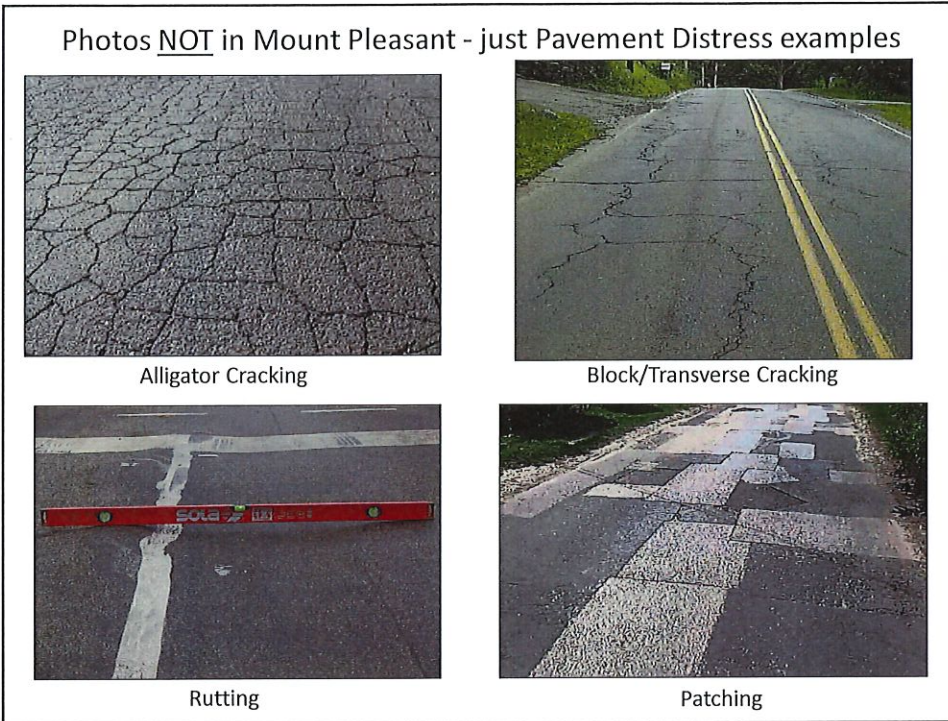 Photos NOT in Mount Pleasant - just Pavement Distress examples
Alligator Cracking
Block/Transverse Cracking
sola
Rutting
Patching